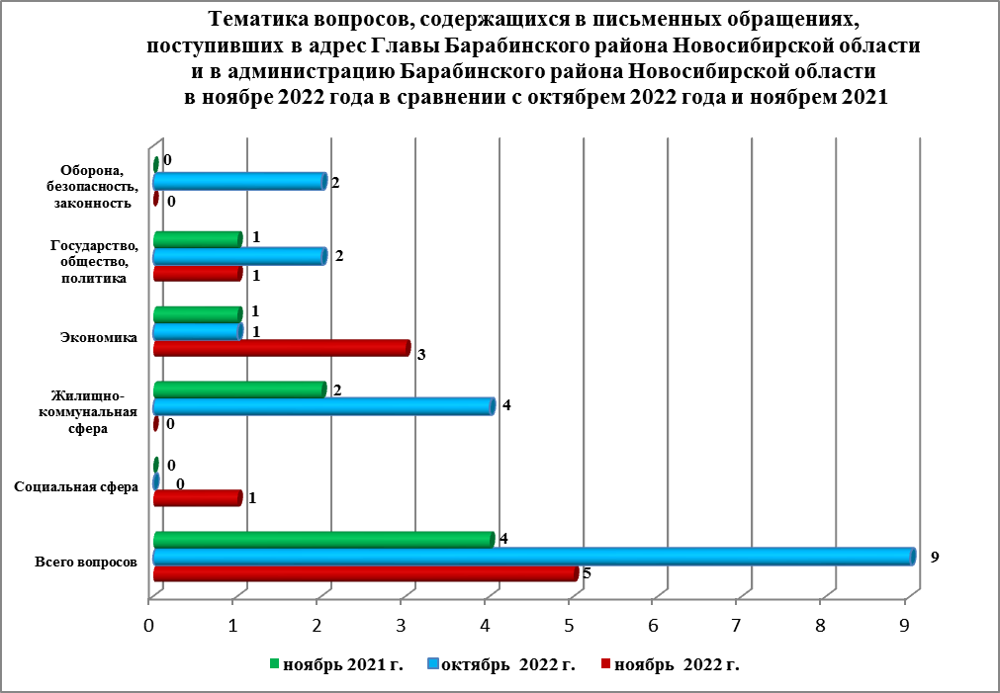 Тематика вопросов, содержащихся в письменных обращениях,
поступивших в адрес Главы Барабинского района Новосибирской области
и в администрацию Барабинского района Новосибирской области
в ноябре 2022 года в сравнении с октябрем 2022 года и ноябрем 2021
Оборона,
безопасность,
законность
0
2
0
Государство,
общество,
политика
1
2
1
Экономика
1
1
3
Жилищно-
коммунальная
сфера
2
4
0
Социальная сфера
0
0
1
Всего вопросов
4
9
5
0 1 2 3 4 5 6 7 8 9
ноябрь 2021 г. октябрь 2022 г. ноябрь 2022 г.